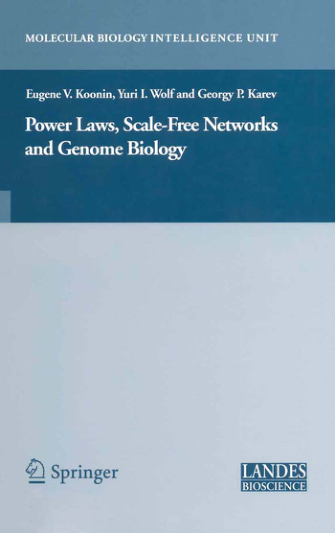 MOLECULAR BIOLOGY INTELLIGENCE UNIT
Eugene V. Koonin, Yuri I. Wolf and Georgy P. Karev
Power Laws, Scale-Free Networks
and Genome Biology
Springer
LANDES
BIOSCIENCE